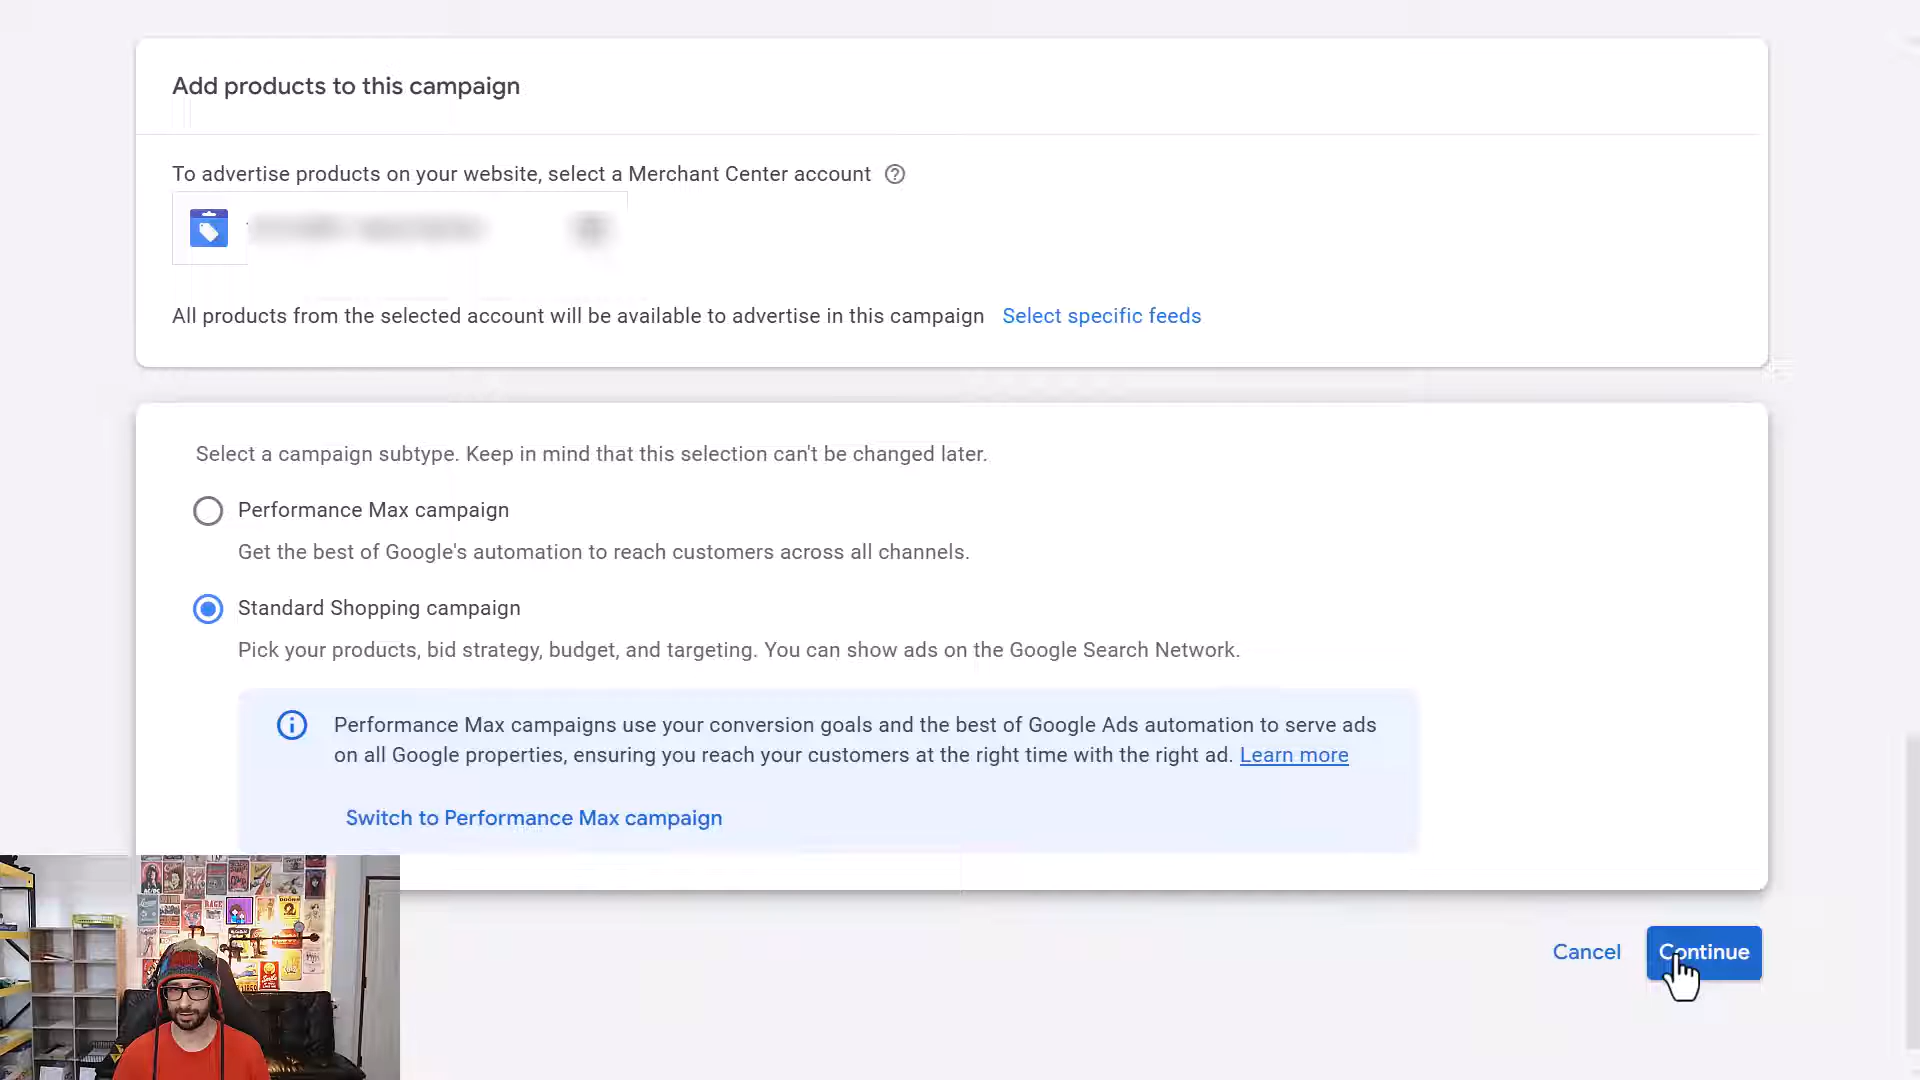 Add products to this campaign
To advertise products on your website, select a Merchant Center account
All products from the selected account will be available to advertise in this campaign Select specific feeds
Select a campaign subtype. Keep in mind that this selection can't be changed later.
Performance Max campaign
Get the best of Google's automation to reach customers across all channels.
Standard Shopping campaign
Pick your products, bid strategy, budget, and targeting. You can show ads on the Google Search Network.
Performance Max campaigns use your conversion goals and the best of Google Ads automation to serve ads
on all Google properties, ensuring you reach your customers at the right time with the right ad. Learn more
Switch to Performance Max campaign
Cancel Continue